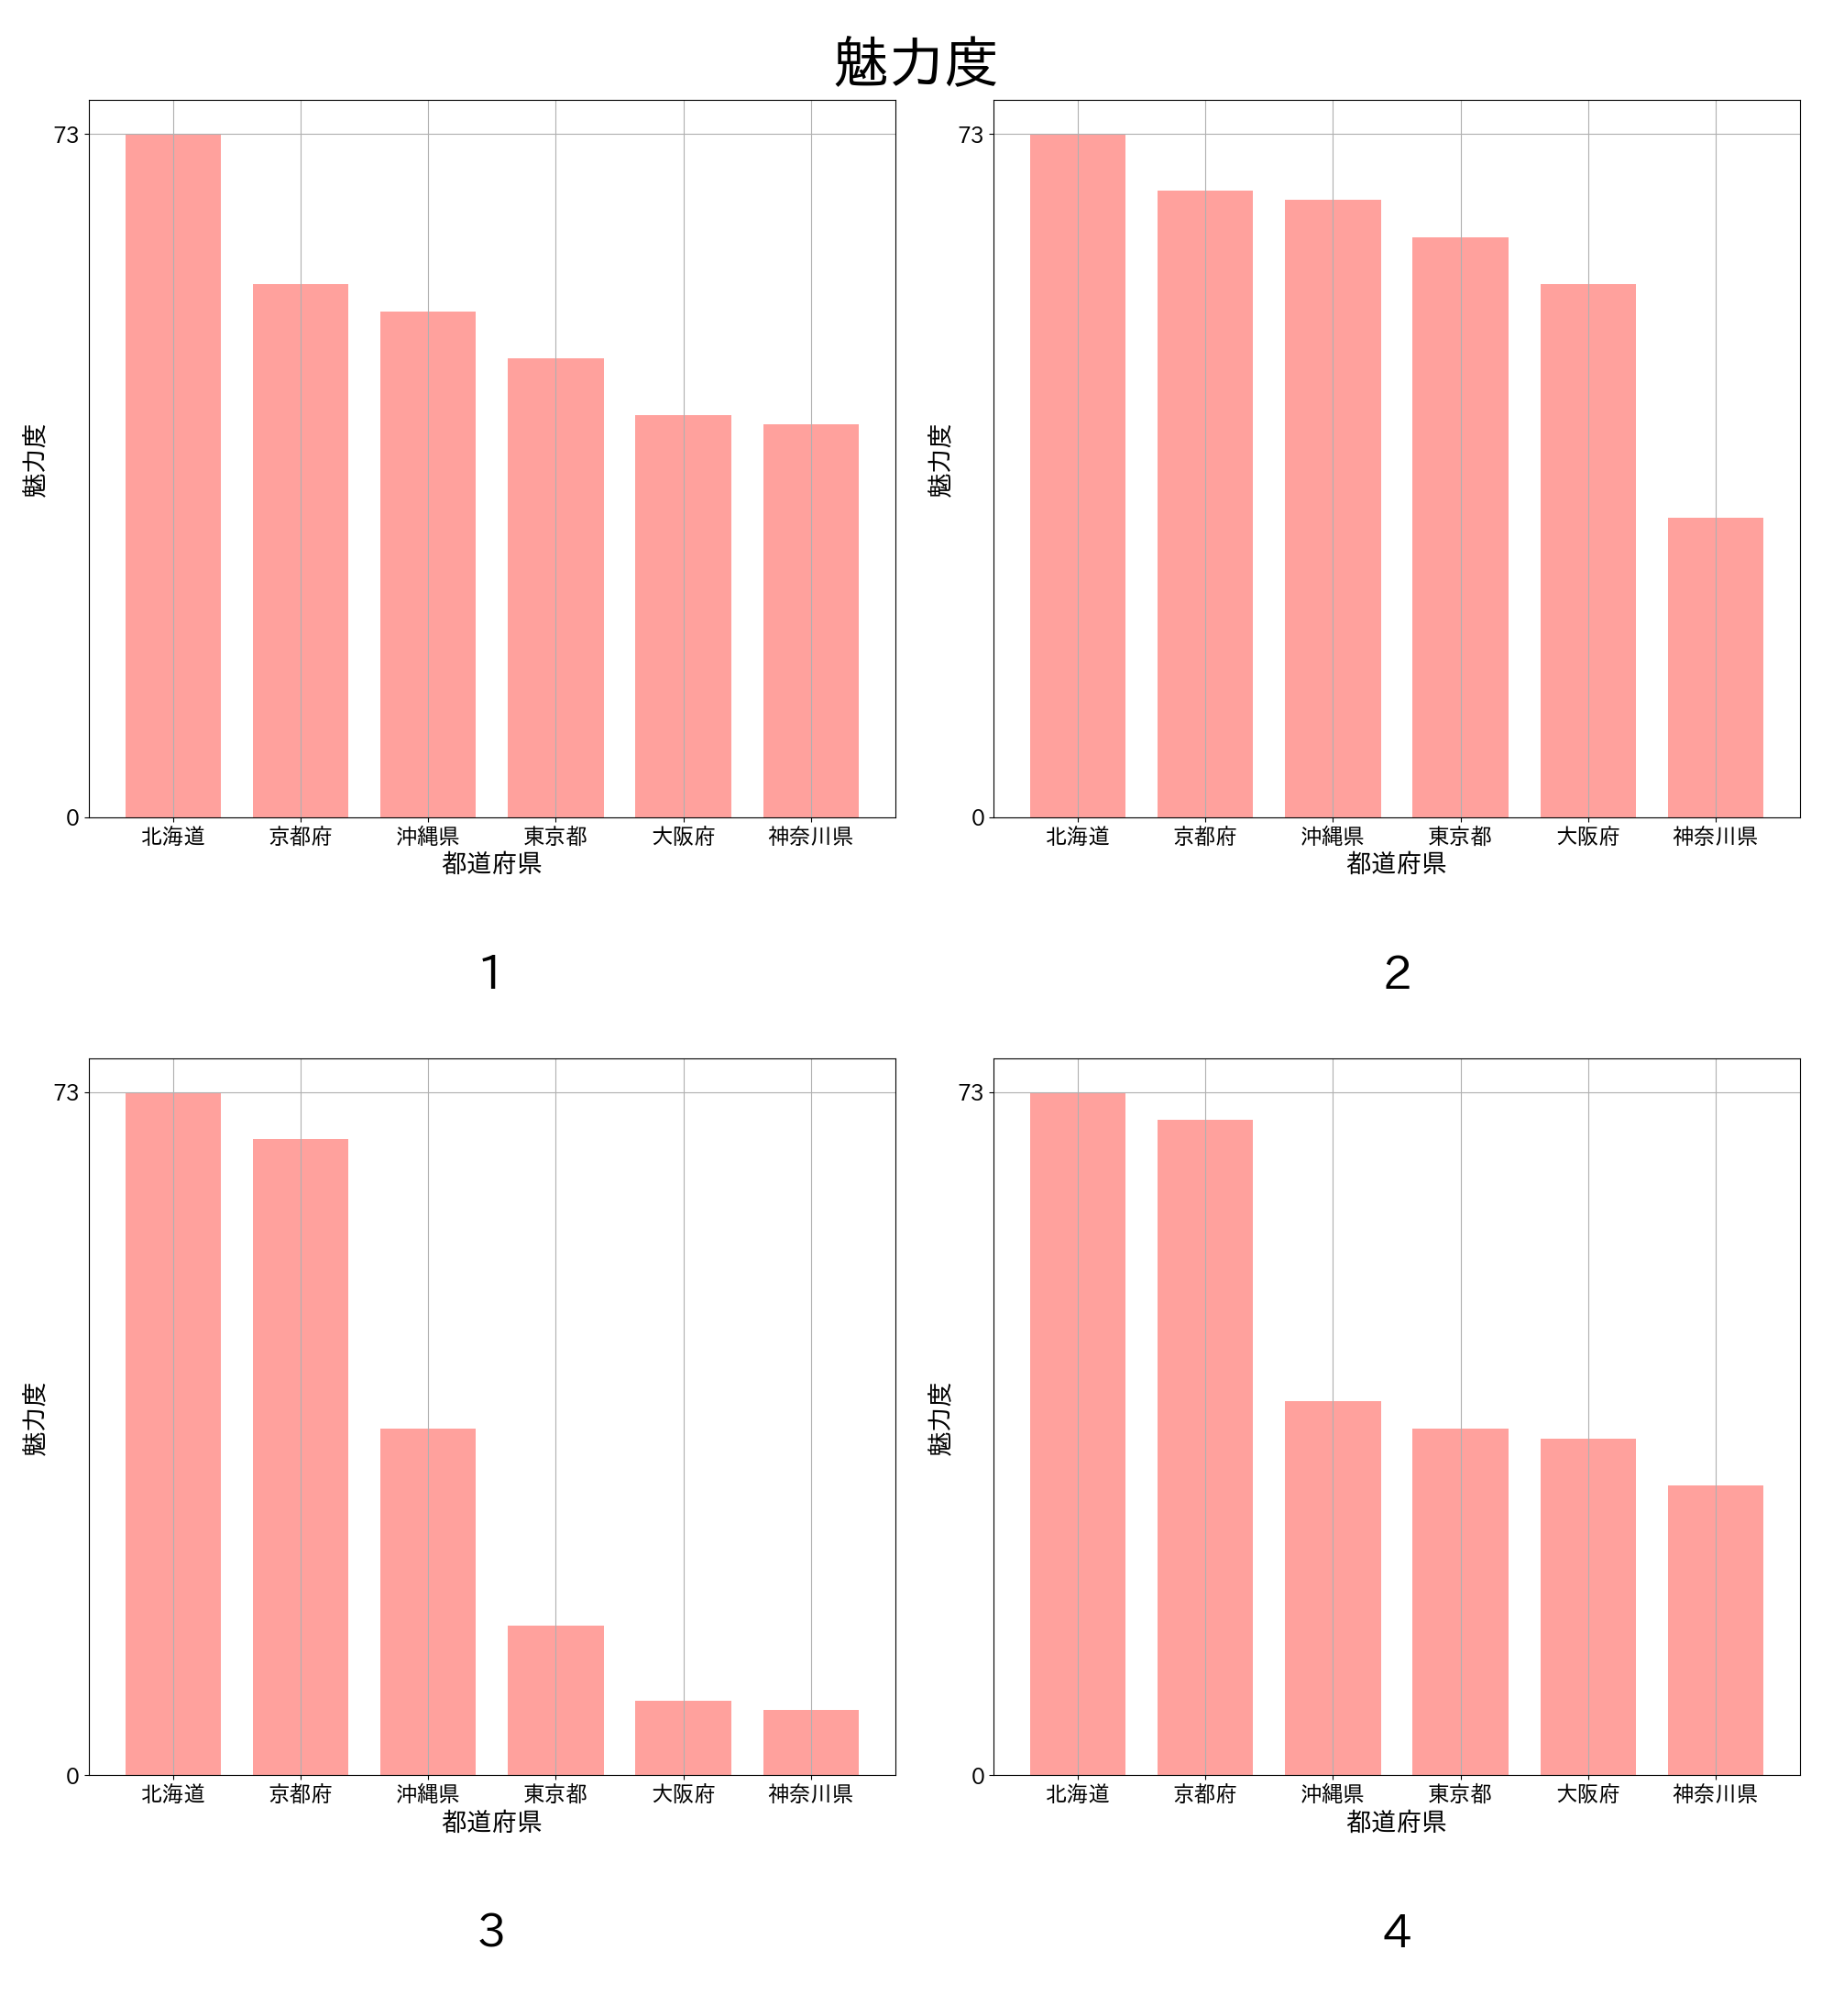 魅力度
73
0
魅力度
北海道 京都府 沖縄県 東京都 大阪府 神奈川県
都道府県
1
73
0
魅力度
北海道 京都府 沖縄県 東京都 大阪府 神奈川県
都道府県
2
73
0
魅力度
北海道 京都府 沖縄県 東京都 大阪府 神奈川県
都道府県
3
73
0
魅力度
北海道 京都府 沖縄県 東京都 大阪府 神奈川県
都道府県
4